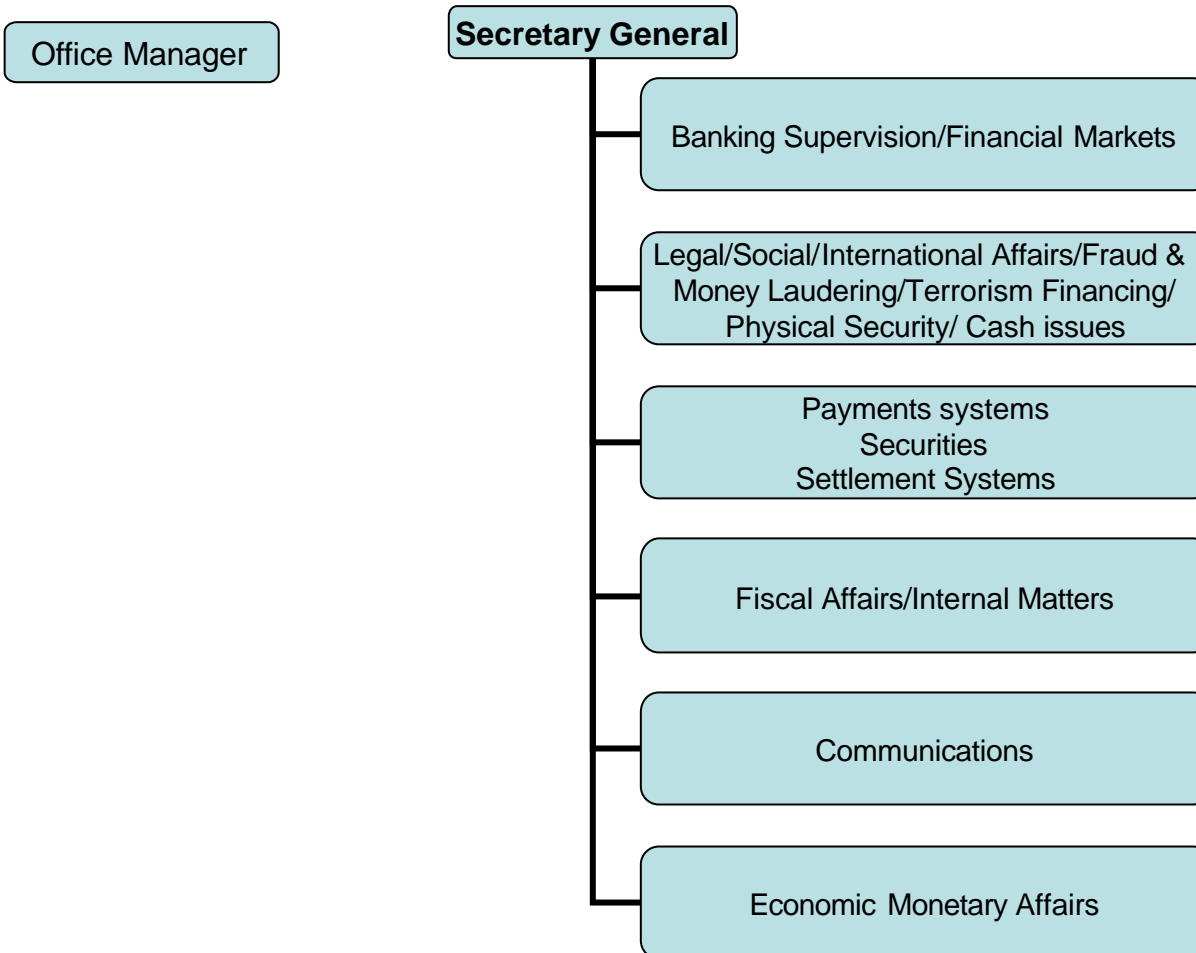 Office Manager
Secretary General
Banking Supervision/Financial Markets
Legal/Social/International Affairs/Fraud &
Money Laudering/Terrorism Financing/
Physical Security/ Cash issues
Payments systems
Securities
Settlement Systems
Fiscal Affairs/Internal Matters
Communications
Economic Monetary Affairs